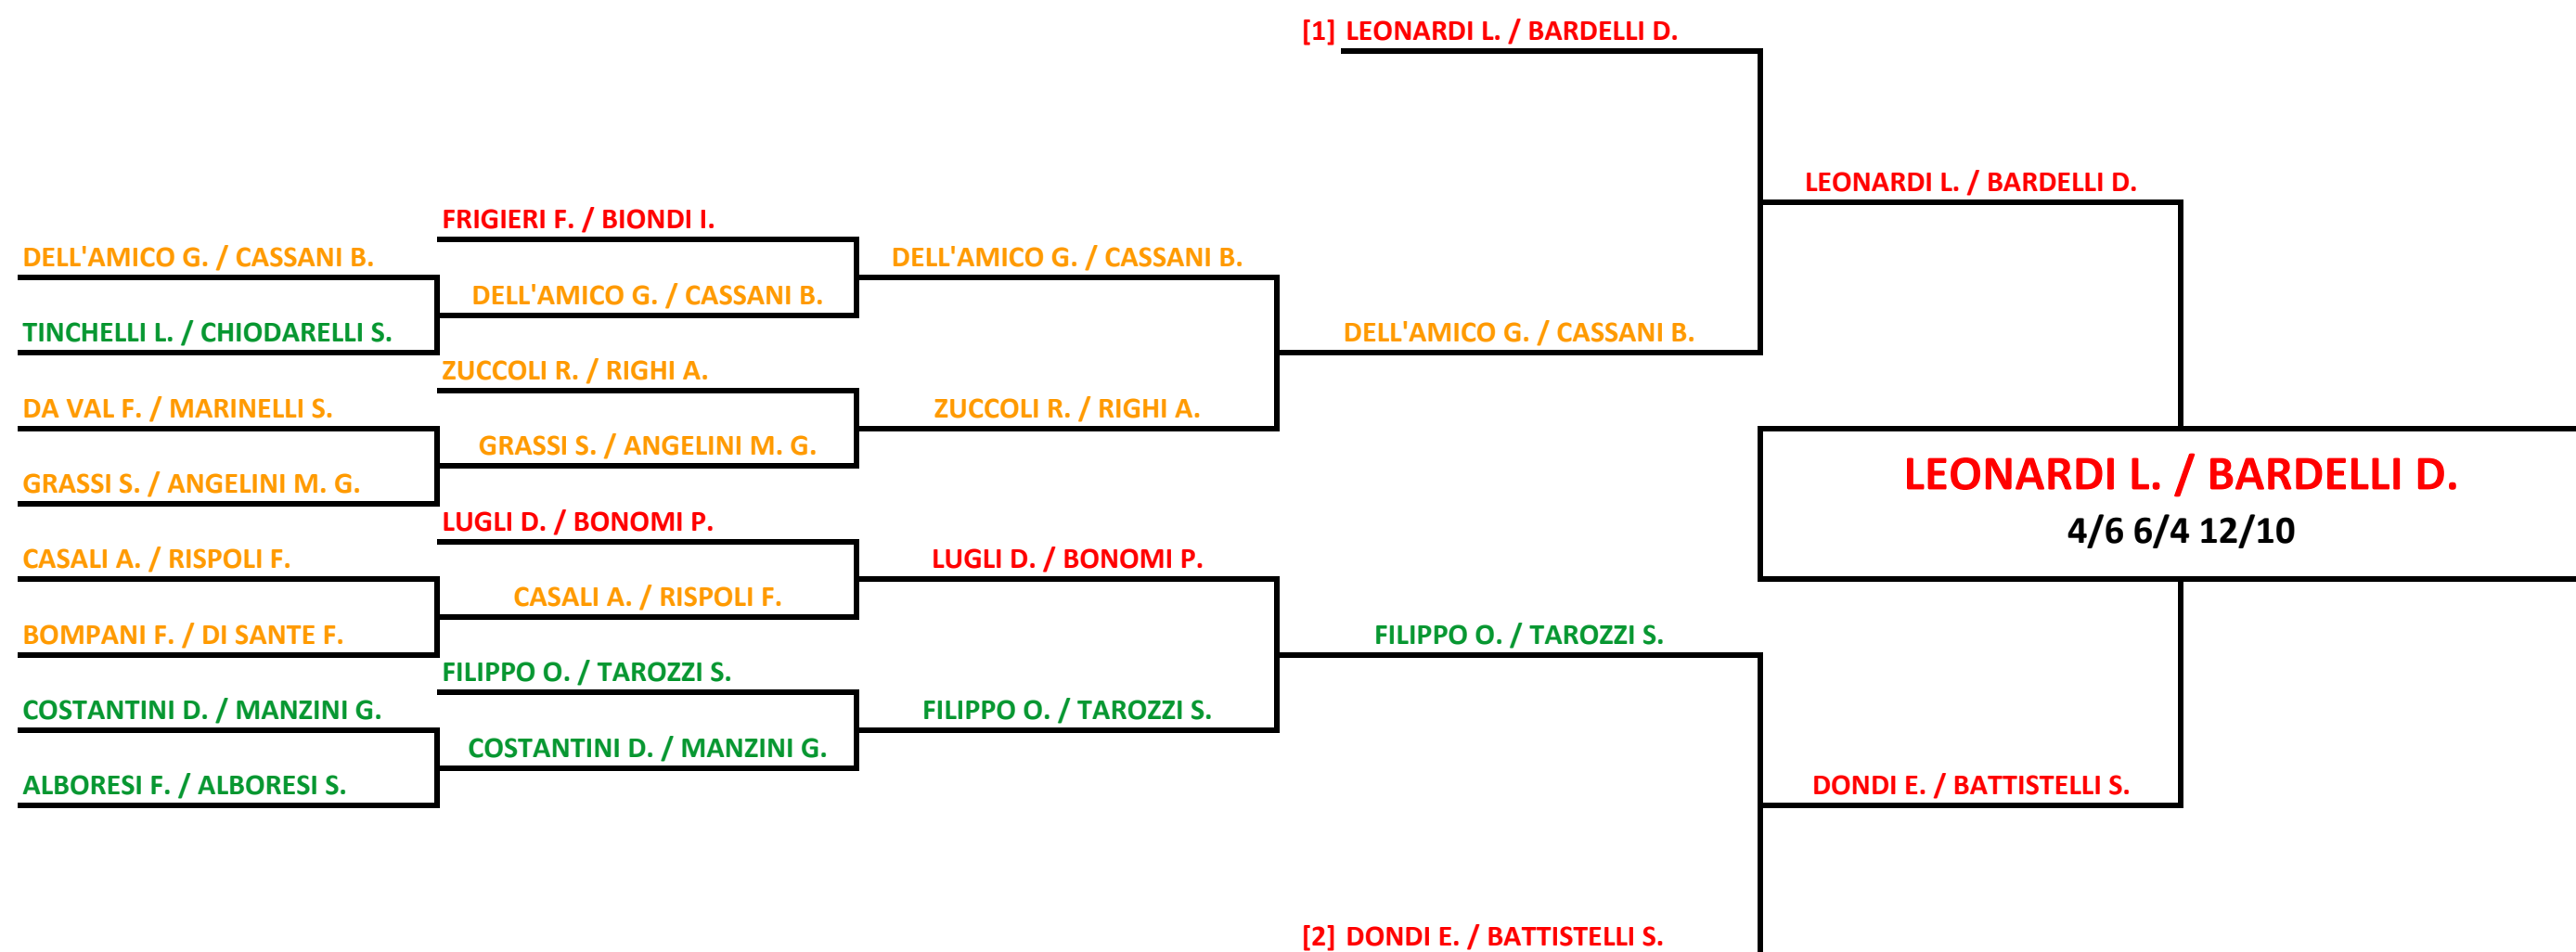 [1] LEONARDI L. / BARDELLI D.
LEONARDI L. / BARDELLI D.
FRIGIERI F. / BIONDI I.
DELL'AMICO G. / CASSANI B.
DELL'AMICO G. / CASSANI B.
DELL'AMICO G. / CASSANI B.
TINCHELLI L. / CHIODARELLI S.
DELL'AMICO G. / CASSANI B.
ZUCCOLI R. / RIGHI A.
DA VAL F. / MARINELLI S.
ZUCCOLI R. / RIGHI A.
GRASSI S. / ANGELINI M. G.
LEONARDI L. / BARDELLI D.
GRASSI S. / ANGELINI M. G.
LUGLI D. / BONOMI P.
4/6 6/4 12/10
CASALI A. / RISPOLI F.
LUGLI D. / BONOMI P.
CASALI A. / RISPOLI F.
BOMPANI F. / DI SANTE F.
FILIPPO O. / TAROZZI S.
FILIPPO O. / TAROZZI S.
COSTANTINI D. / MANZINI G.
FILIPPO O. / TAROZZI S.
COSTANTINI D. / MANZINI G.
ALBORESI F. / ALBORESI S.
DONDI E. / BATTISTELLI S.
[2] DONDI E. / BATTISTELLI S.